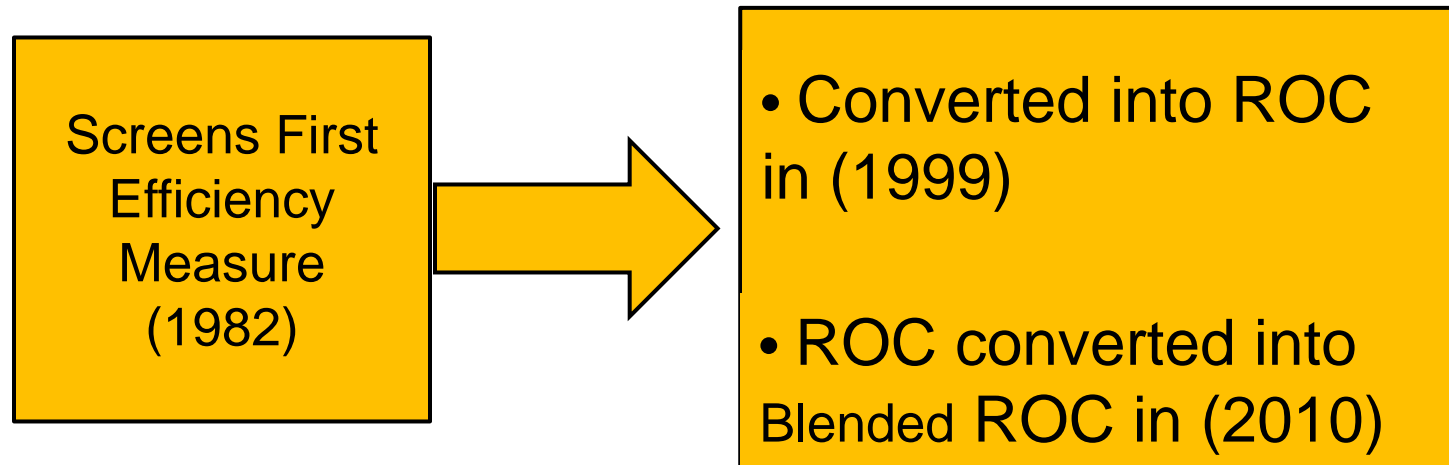 Screens First
Efficiency
Measure
(1982)
• Converted into ROC
in (1999)
• ROC converted into
Blended ROC in (2010)